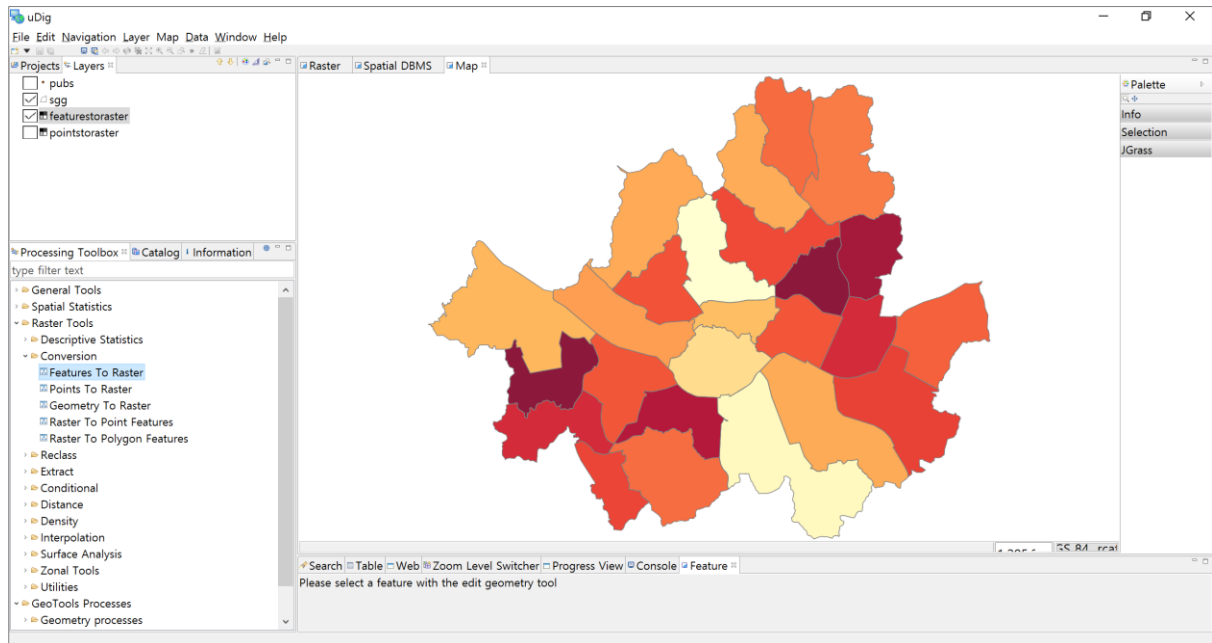 uDig
File Edit Navigation Layer Map Data Window Help
Projects Layers
Raster Spatial DBMS Map
pubs
sgg
featurestoraster
pointstoraster
Palette
Info
Selection
JGrass
Processing Toolbox Catalog Information
type filter text
General Tools
Spatial Statistics
Raster Tools
Descriptive Statistics
Conversion
Features To Raster
Points To Raster
Geometry To Raster
Raster To Point Features
Raster To Polygon Features
Reclass
Extract
Conditional
Distance
Density
Interpolation
Surface Analysis
Zonal Tools
Utilities
GeoTools Processes
Geometry processes
Search Table Web Zoom Level Switcher Progress View Console Feature
Please select a feature with the edit geometry tool